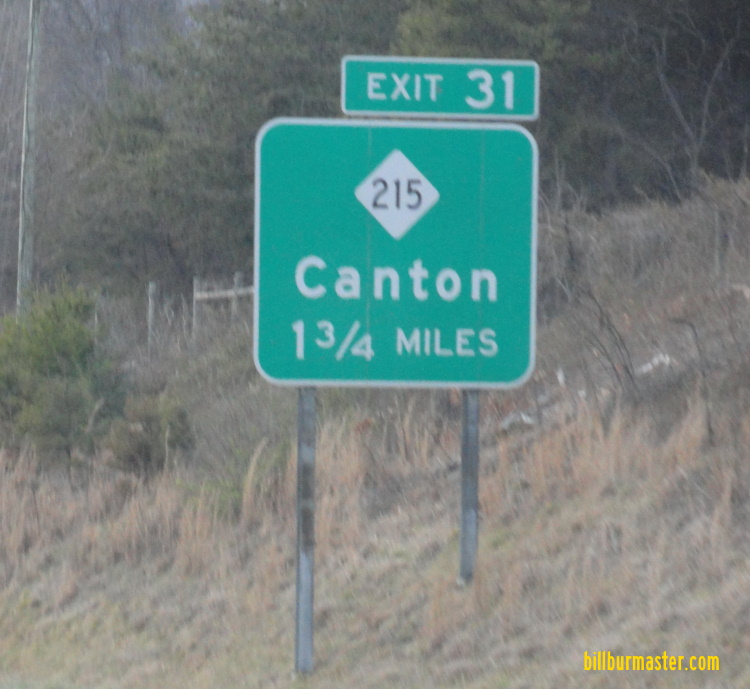 EXIT 31
215
Canton
1 3/4 MILES
billburmaster.com